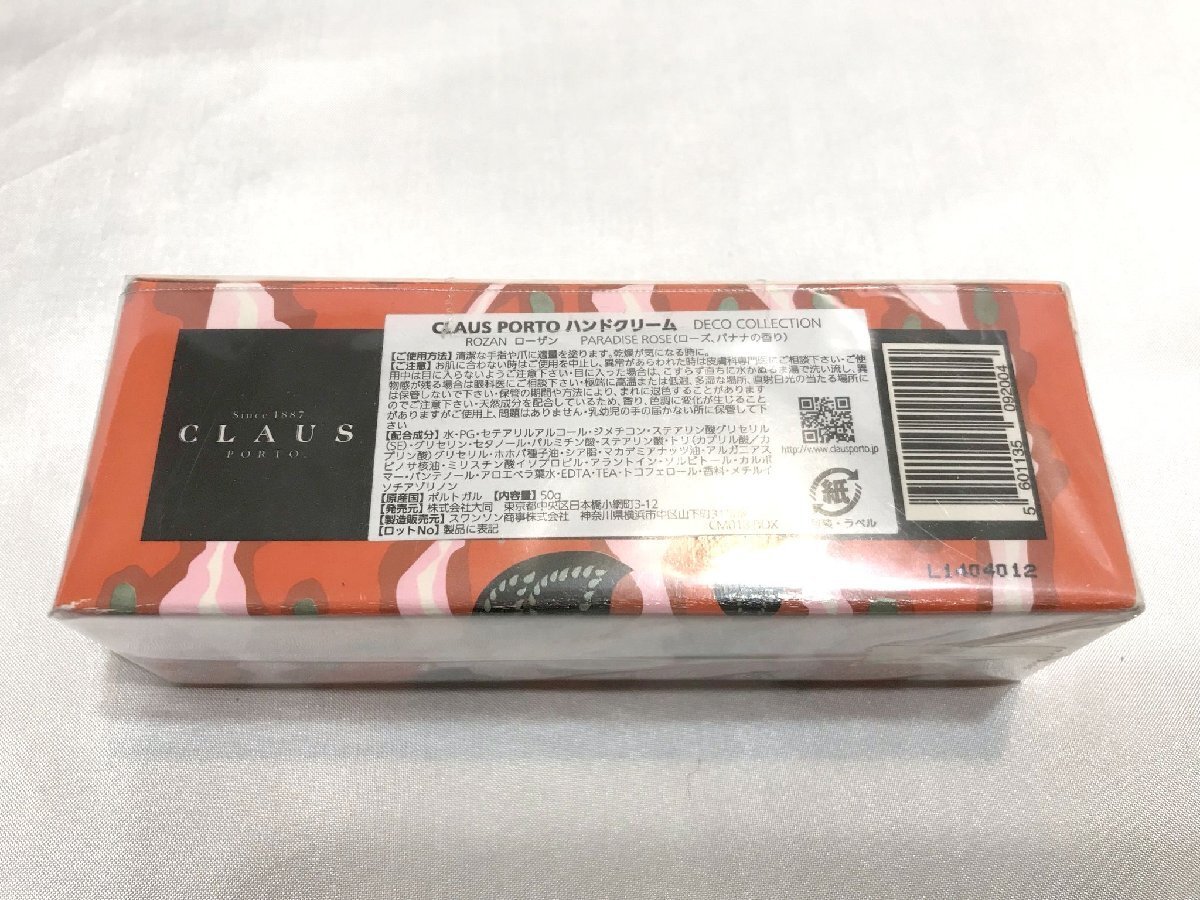 Since 1887
CLAUS
PORTO
CLAUS PORTO ハンドクリーム DECO COLLECTION
ROZAN ローザン PARADISE ROSE(ローズ、バナナの香り)
【ご使用方法】清潔な手指や爪に適量を塗ります。乾燥が気になる時に。
【ご注意】お肌に合わない時はご使用を中止し、異常があらわれた時は皮膚科専門医にご相談下さい・ご使
用中は目に入らないようご注意下さい・目に入った場合は、こすらず直ちに水かぬるま湯で洗い流し、異
物感が残る場合は眼科医にご相談下さい・極端に高温または低温、多湿な場所、直射日光の当たる場所に
は保管しないで下さい・保管の期間や方法により、まれに退色することがあります
のでご注意下さい・天然成分を配合しているため、香り、色調に変化が生じること
がありますがご使用上、問題はありません・乳幼児の手の届かない所に保管して下
さい
【配合成分】水・PG・セテアリルアルコール・ジメチコン・ステアリン酸グリセリル
(SE)・グリセリン・セタノール・パルミチン酸・ステアリン酸・トリ(カプリル酸/カ
プリン酸)グリセリル・ホホバ種子油・シア脂・マカデミアナッツ油・アルガニアス
ピノサ核油・ミリスチン酸イソプロピル・アラントイン・ソルビトール・カルボ
マー・パンテノール・アロエベラ葉水・EDTA・TEA・トコフェロール・香料・メチルイ
ソチアゾリノン
【原産国】ポルトガル 【内容量】50g
【発売元】株式会社大同 東京都中央区日本橋小網町3-12
【製造販売元】スワンソン商事株式会社 神奈川県横浜市中区山下町
【ロットNo】製品に表記
CM018 BOX
http://www.clausporto.jp
紙
・ラベル
5 601135 092004
L1404012